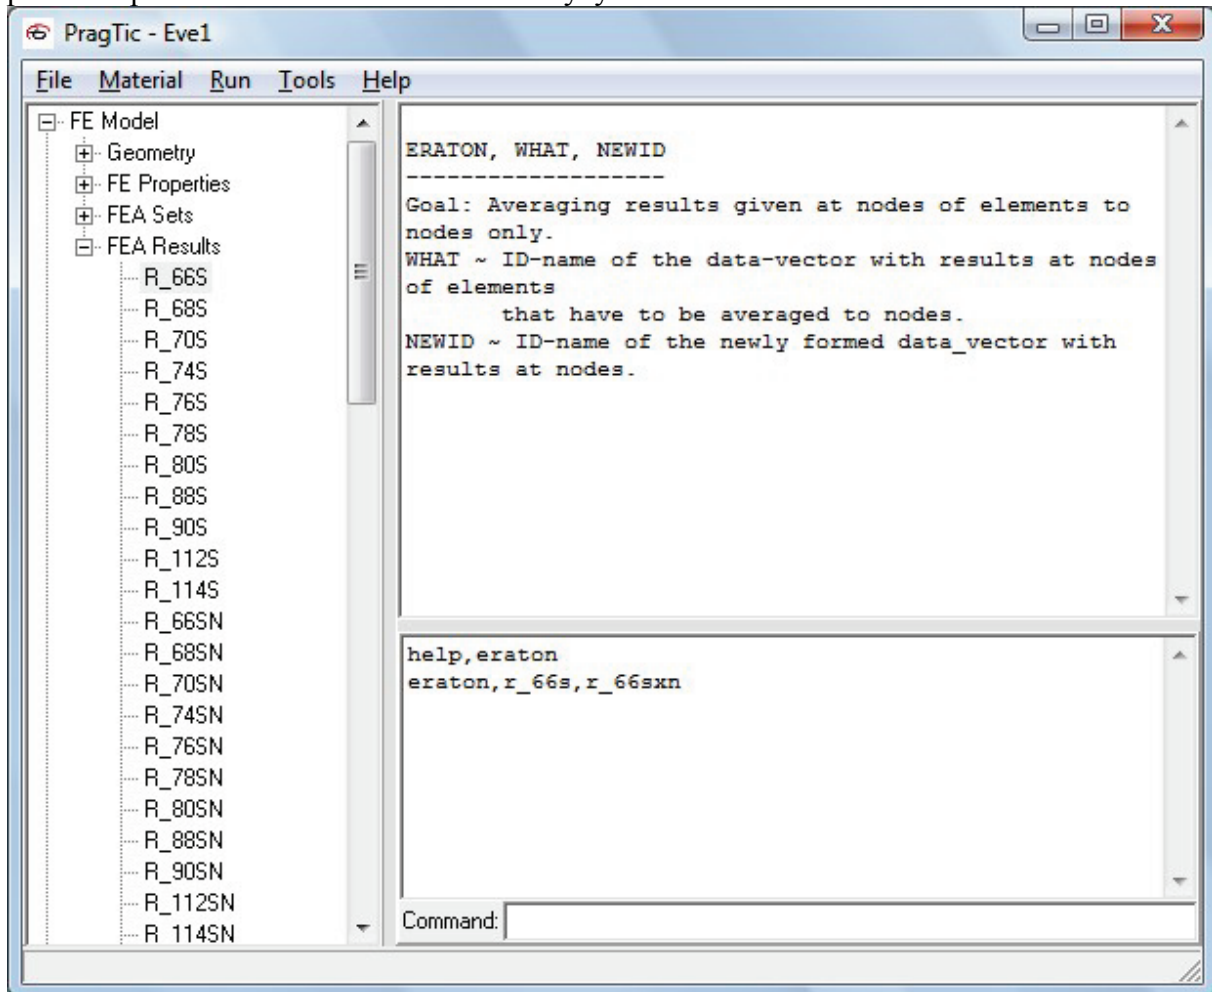 PragTic - Eve1
File Material Run Tools Help
FE Model
Geometry
FE Properties
FEA Sets
FEA Results
R_66S
R_68S
R_70S
R_74S
R_76S
R_78S
R_80S
R_88S
R_90S
R_112S
R_114S
R_66SN
R_68SN
R_70SN
R_74SN
R_76SN
R_78SN
R_80SN
R_88SN
R_90SN
R_112SN
R_114SN
ERATON, WHAT, NEWID
-------------------
Goal: Averaging results given at nodes of elements to
nodes only.
WHAT ~ ID-name of the data-vector with results at nodes
of elements
that have to be averaged to nodes.
NEWID ~ ID-name of the newly formed data_vector with
results at nodes.
help,eraton
eraton,r_66s,r_66sxn
Command: